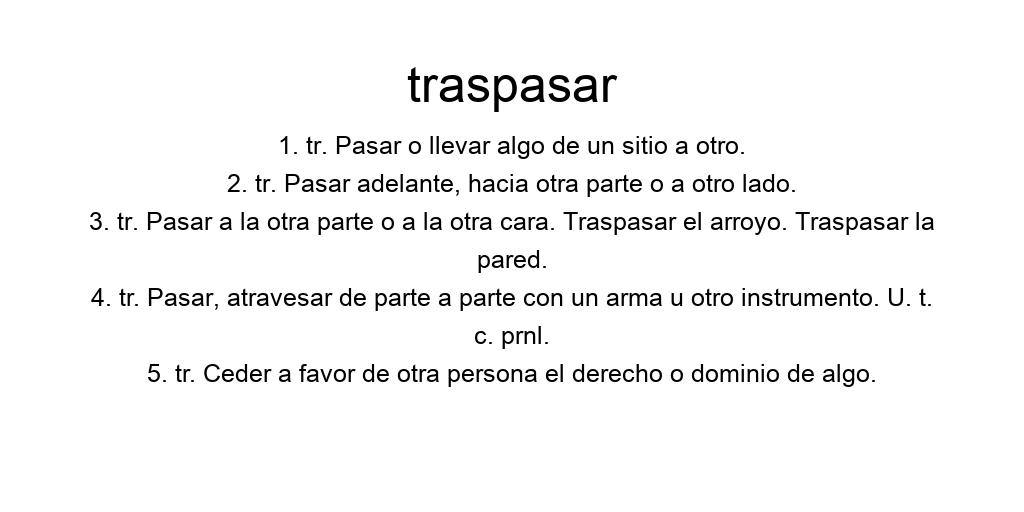 traspasar
1. tr. Pasar o llevar algo de un sitio a otro.
2. tr. Pasar adelante, hacia otra parte o a otro lado.
3. tr. Pasar a la otra parte o a la otra cara. Traspasar el arroyo. Traspasar la
pared.
4. tr. Pasar, atravesar de parte a parte con un arma u otro instrumento. U. t.
c. prnl.
5. tr. Ceder a favor de otra persona el derecho o dominio de algo.